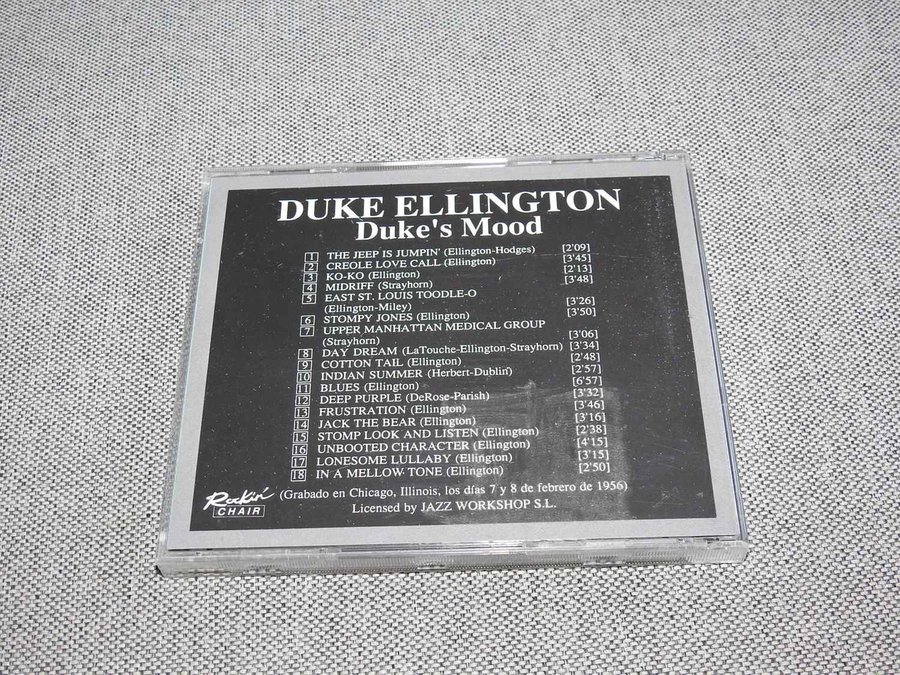 DUKE ELLINGTON
Duke's Mood
1 THE JEEP IS JUMPIN' (Ellington-Hodges) [2'09]
2 CREOLE LOVE CALL (Ellington) [3'45]
3 KO-KO (Ellington) [2'13]
4 MIDRIFF (Strayhorn) [3'48]
5 EAST ST. LOUIS TOODLE-O
(Ellington-Miley) [3'26]
6 STOMPY JONES (Ellington) [3'50]
7 UPPER MANHATTAN MEDICAL GROUP
(Strayhorn) [3'06]
8 DAY DREAM (LaTouche-Ellington-Strayhorn) [3'34]
9 COTTON TAIL (Ellington) [2'48]
10 INDIAN SUMMER (Herbert-Dublin) [2'57]
11 BLUES (Ellington) [6'57]
12 DEEP PURPLE (DeRose-Parish) [3'32]
13 FRUSTRATION (Ellington) [3'46]
14 JACK THE BEAR (Ellington) [3'16]
15 STOMP LOOK AND LISTEN (Ellington) [2'38]
16 UNBOOTED CHARACTER (Ellington) [4'15]
17 LONESOME LULLABY (Ellington) [3'15]
18 IN A MELLOW TONE (Ellington) [2'50]
(Grabado en Chicago, Illinois, los días 7 y 8 de febrero de 1956)
Licensed by JAZZ WORKSHOP S.L.
Rockin'
CHAIR